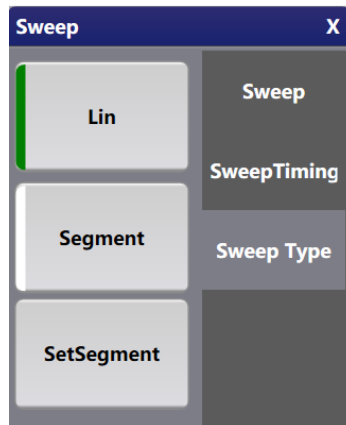 Sweep X
Lin
Segment
SetSegment
Sweep
SweepTiming
Sweep Type